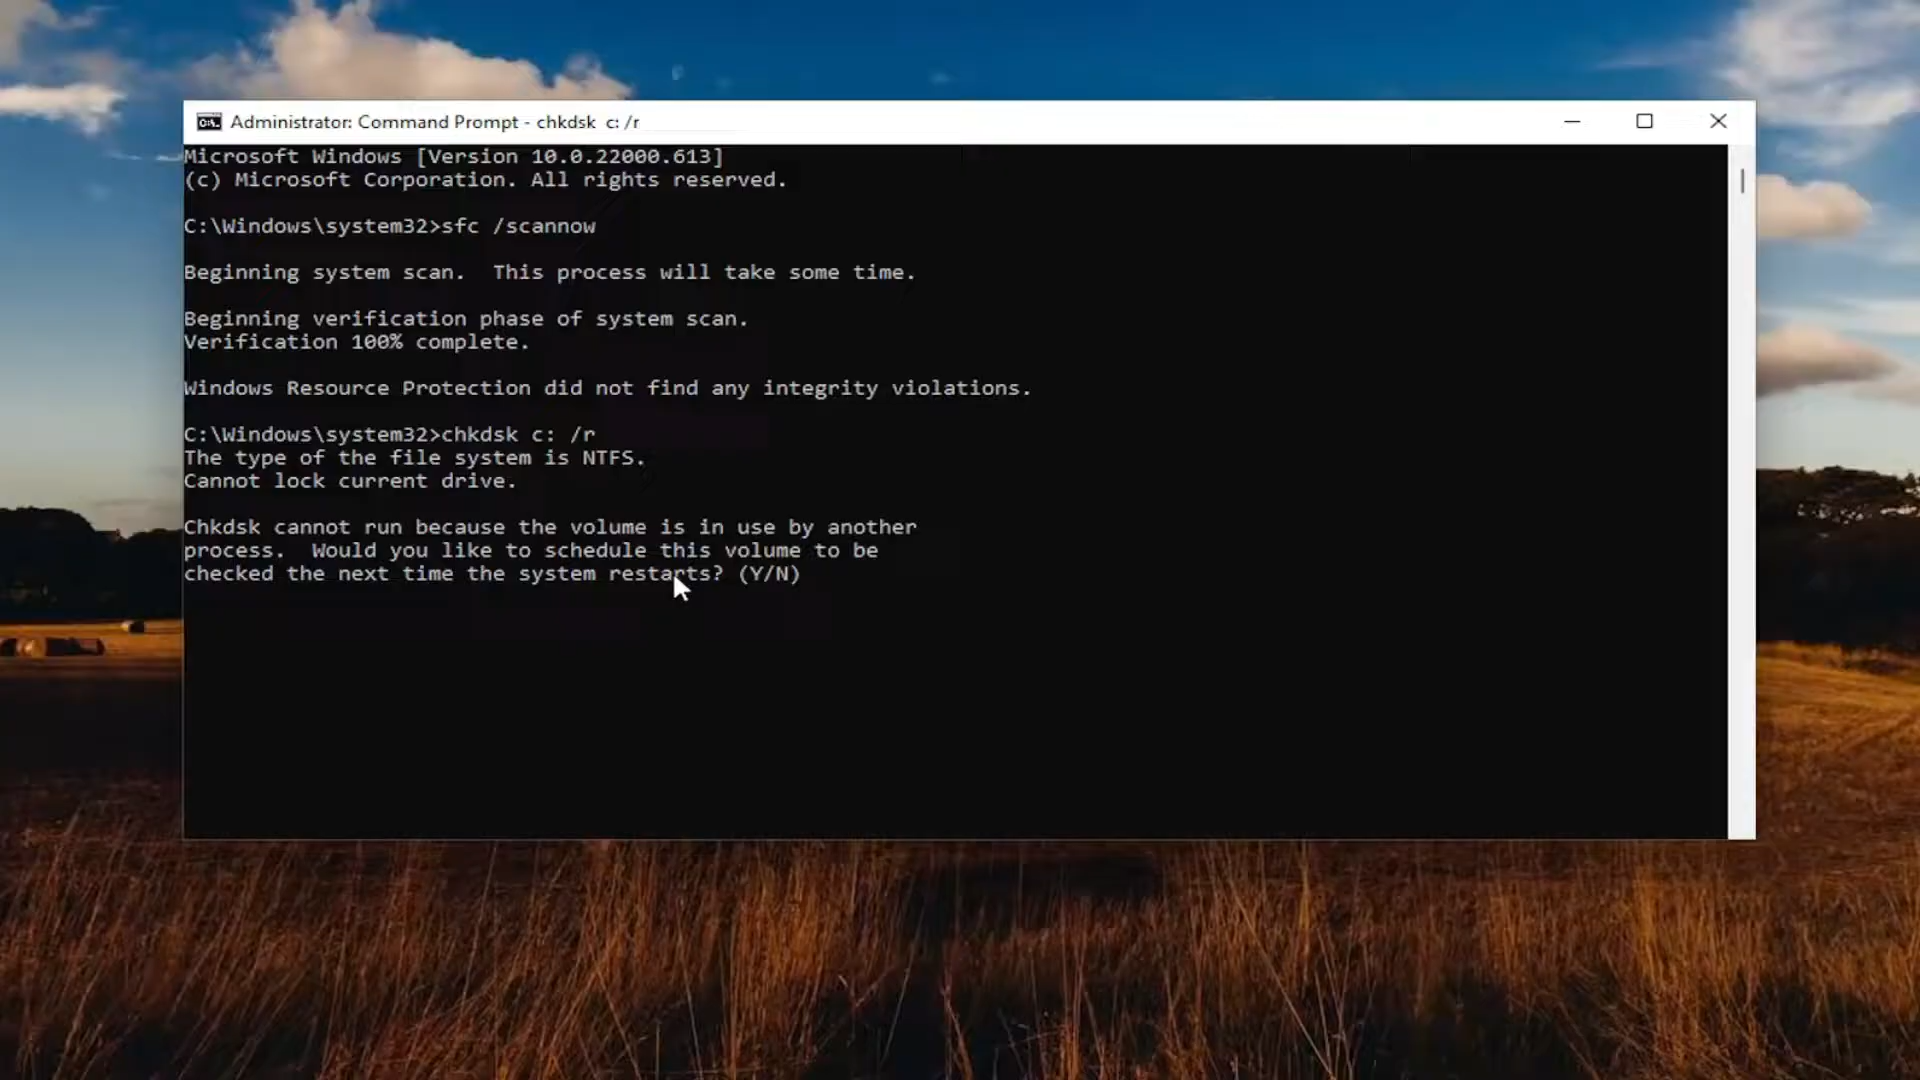 Administrator: Command Prompt - chkdsk  c: /r
Microsoft Windows [Version 10.0.22000.613]
(c) Microsoft Corporation. All rights reserved.
C:\Windows\system32>sfc /scannow
Beginning system scan.  This process will take some time.
Beginning verification phase of system scan.
Verification 100% complete.
Windows Resource Protection did not find any integrity violations.
C:\Windows\system32>chkdsk c: /r
The type of the file system is NTFS.
Cannot lock current drive.
Chkdsk cannot run because the volume is in use by another
process.  Would you like to schedule this volume to be
checked the next time the system restarts? (Y/N)